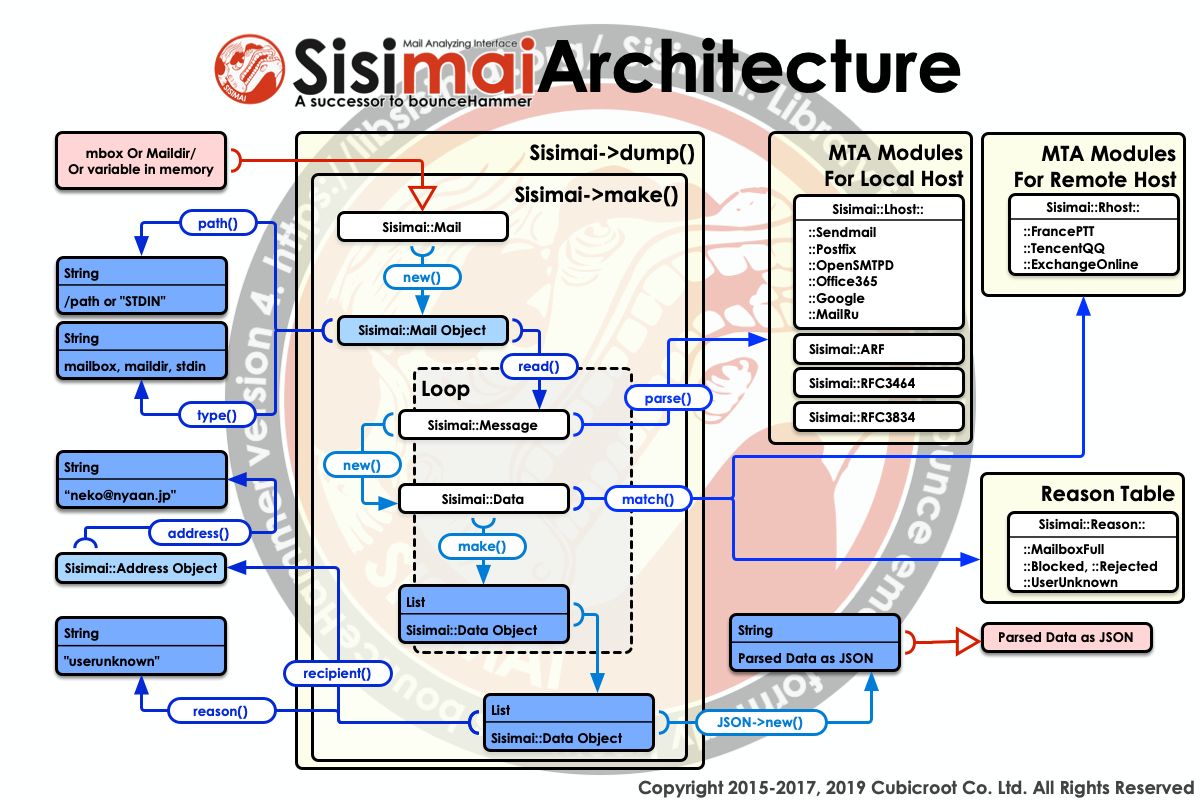 Mail Analyzing Interface
Sisimai Architecture
A successor to bounceHammer
SISIMAI
mbox Or Maildir/
Or variable in memory
Sisimai->dump()
Sisimai->make()
Sisimai::Mail
new()
Sisimai::Mail Object
path()
String
/path or "STDIN"
String
mailbox, maildir, stdin
type()
read()
Loop
Sisimai::Message
parse()
new()
Sisimai::Data
match()
make()
List
Sisimai::Data Object
String
“neko@nyaan.jp"
address()
Sisimai::Address Object
String
"userunknown"
recipient()
reason()
List
Sisimai::Data Object
JSON->new()
String
Parsed Data as JSON
Parsed Data as JSON
MTA Modules
For Local Host
Sisimai::Lhost::
::Sendmail
::Postfix
::OpenSMTPD
::Office365
::Google
::MailRu
Sisimai::ARF
Sisimai::RFC3464
Sisimai::RFC3834
MTA Modules
For Remote Host
Sisimai::Rhost::
::FrancePTT
::TencentQQ
::ExchangeOnline
Reason Table
Sisimai::Reason::
::MailboxFull
::Blocked, ::Rejected
::UserUnknown
Copyright 2015-2017, 2019 Cubicroot Co. Ltd. All Rights Reserved